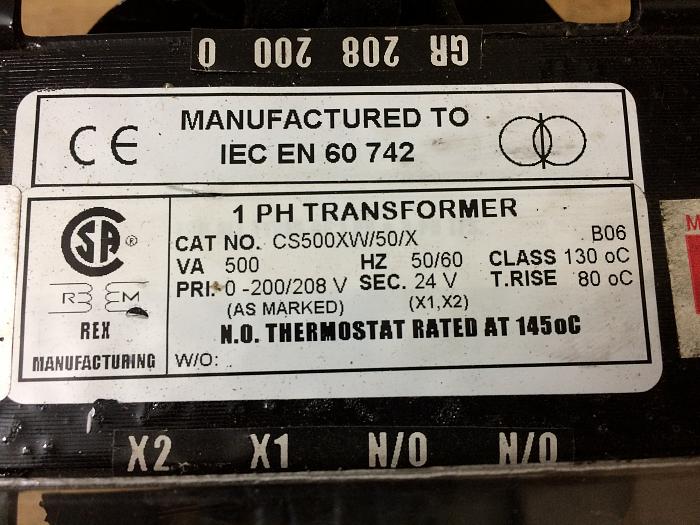 GR 208 200 0
CE MANUFACTURED TO
IEC EN 60 742
1 PH TRANSFORMER
CAT NO. CS500XW/50/X B06
VA 500 HZ 50/60 CLASS 130 oC
PRI. 0 -200/208 V SEC. 24 V T.RISE 80 oC
(AS MARKED) (X1,X2)
N.O. THERMOSTAT RATED AT 145oC
W/O:
SA ®
R M
REX
MANUFACTURING
M
X2 X1 N/O N/O